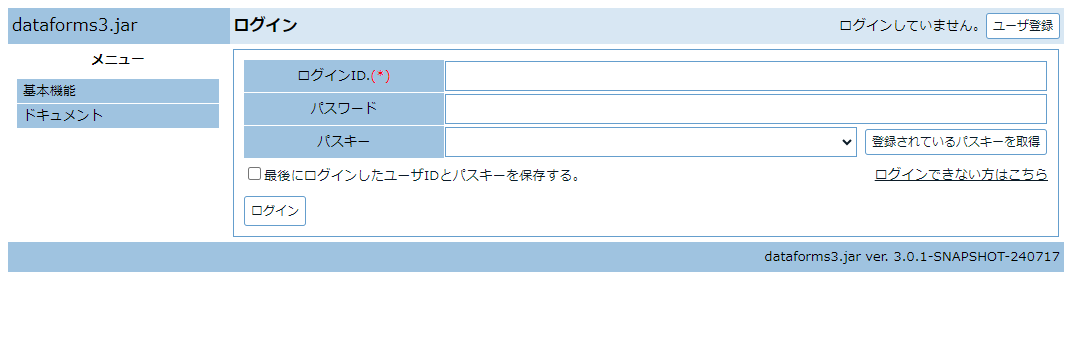 dataforms3.jar
ログイン
ログインしていません。 ユーザ登録
メニュー
基本機能
ドキュメント
ログインID.(*)
パスワード
パスキー
登録されているパスキーを取得
最後にログインしたユーザIDとパスキーを保存する。
ログインできない方はこちら
ログイン
dataforms3.jar ver. 3.0.1-SNAPSHOT-240717